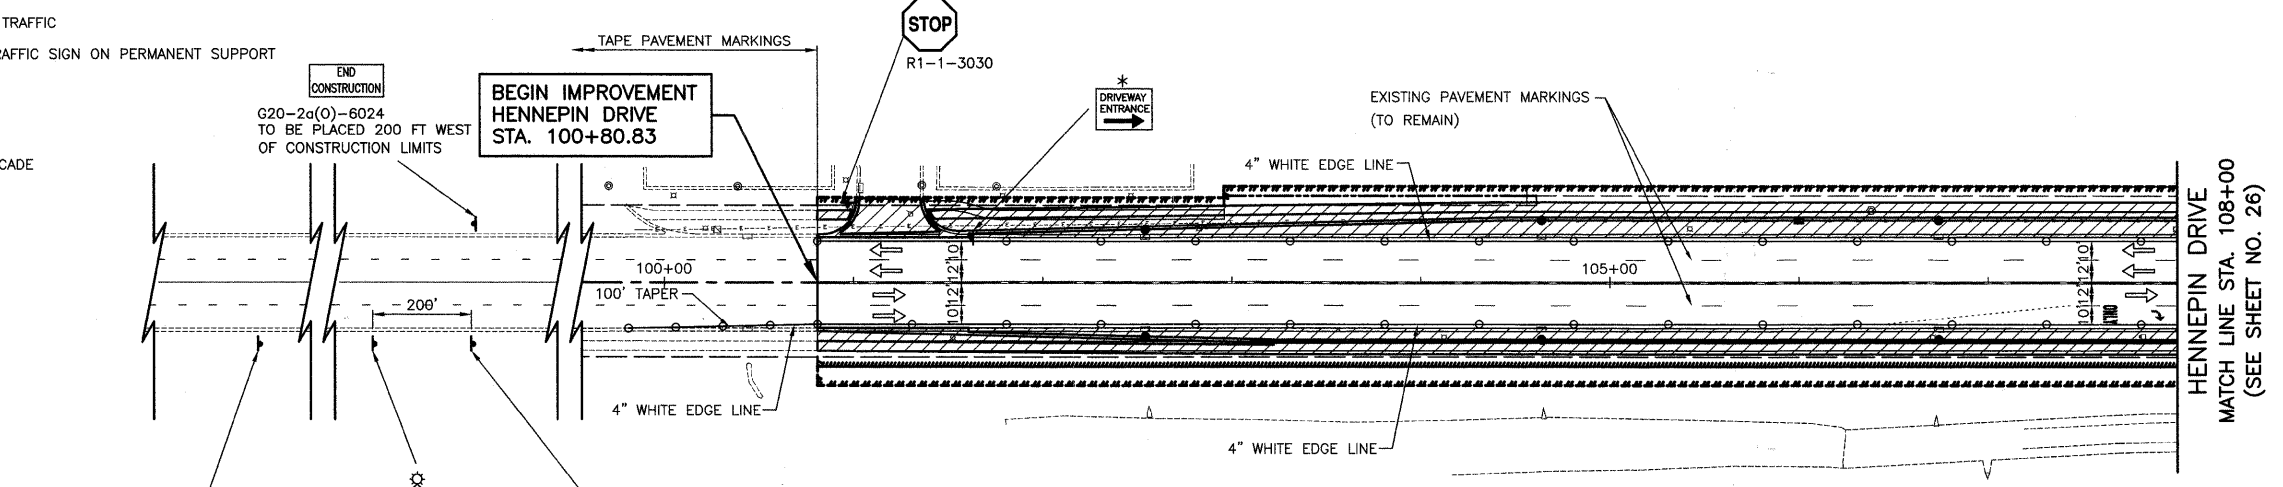 TRAFFIC
RAFFIC SIGN ON PERMANENT SUPPORT
CADE
END
CONSTRUCTION
G20-2a(O)-6024
TO BE PLACED 200 FT WEST
OF CONSTRUCTION LIMITS
TAPE PAVEMENT MARKINGS
BEGIN IMPROVEMENT
HENNEPIN DRIVE
STA. 100+80.83
STOP
R1-1-3030
*
DRIVEWAY
ENTRANCE
EXISTING PAVEMENT MARKINGS
(TO REMAIN)
4" WHITE EDGE LINE
100+00
105+00
100' TAPER
200'
10'
12'
12'
10'
10'
12'
12'
10'
ONLY
4" WHITE EDGE LINE
4" WHITE EDGE LINE
HENNEPIN DRIVE
MATCH LINE STA. 108+00
(SEE SHEET NO. 26)